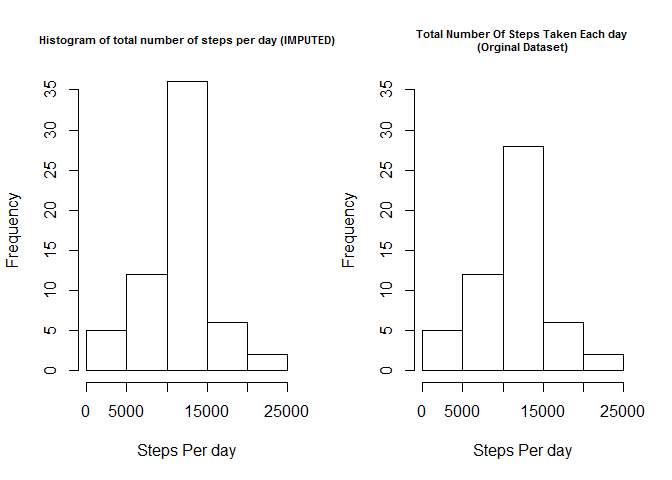 Histogram of total number of steps per day (IMPUTED)
Frequency
35
30
25
20
15
10
5
0
0 5000 15000 25000
Steps Per day
Total Number Of Steps Taken Each day
(Orginal Dataset)
Frequency
35
30
25
20
15
10
5
0
0 5000 15000 25000
Steps Per day